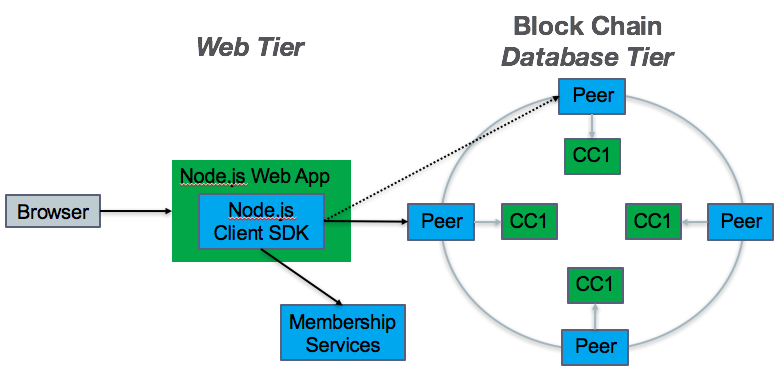 Web Tier
Block Chain
Database Tier
Peer
CC1
Node.js Web App
Browser
Node.js
Client SDK
Peer
CC1
CC1
Peer
CC1
Membership
Services
Peer